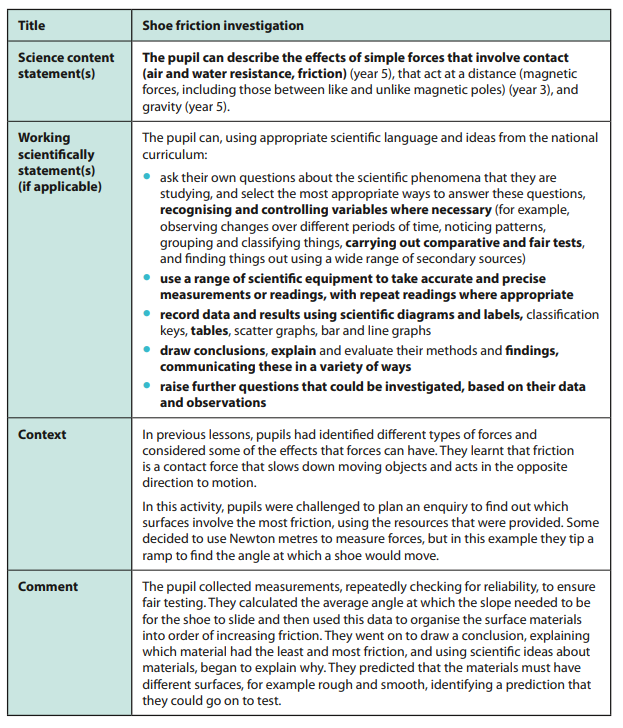 Title
Shoe friction investigation
Science content
statement(s)
The pupil can describe the effects of simple forces that involve contact
(air and water resistance, friction) (year 5), that act at a distance (magnetic
forces, including those between like and unlike magnetic poles) (year 3), and
gravity (year 5).
Working
scientifically
statement(s)
(if applicable)
The pupil can, using appropriate scientific language and ideas from the national
curriculum:
• ask their own questions about the scientific phenomena that they are
studying, and select the most appropriate ways to answer these questions,
recognising and controlling variables where necessary (for example,
observing changes over different periods of time, noticing patterns,
grouping and classifying things, carrying out comparative and fair tests,
and finding things out using a wide range of secondary sources)
• use a range of scientific equipment to take accurate and precise
measurements or readings, with repeat readings where appropriate
• record data and results using scientific diagrams and labels, classification
keys, tables, scatter graphs, bar and line graphs
• draw conclusions, explain and evaluate their methods and findings,
communicating these in a variety of ways
• raise further questions that could be investigated, based on their data
and observations
Context
In previous lessons, pupils had identified different types of forces and
considered some of the effects that forces can have. They learnt that friction
is a contact force that slows down moving objects and acts in the opposite
direction to motion.
In this activity, pupils were challenged to plan an enquiry to find out which
surfaces involve the most friction, using the resources that were provided. Some
decided to use Newton metres to measure forces, but in this example they tip a
ramp to find the angle at which a shoe would move.
Comment
The pupil collected measurements, repeatedly checking for reliability, to ensure
fair testing. They calculated the average angle at which the slope needed to be
for the shoe to slide and then used this data to organise the surface materials
into order of increasing friction. They went on to draw a conclusion, explaining
which material had the least and most friction, and using scientific ideas about
materials, began to explain why. They predicted that the materials must have
different surfaces, for example rough and smooth, identifying a prediction that
they could go on to test.